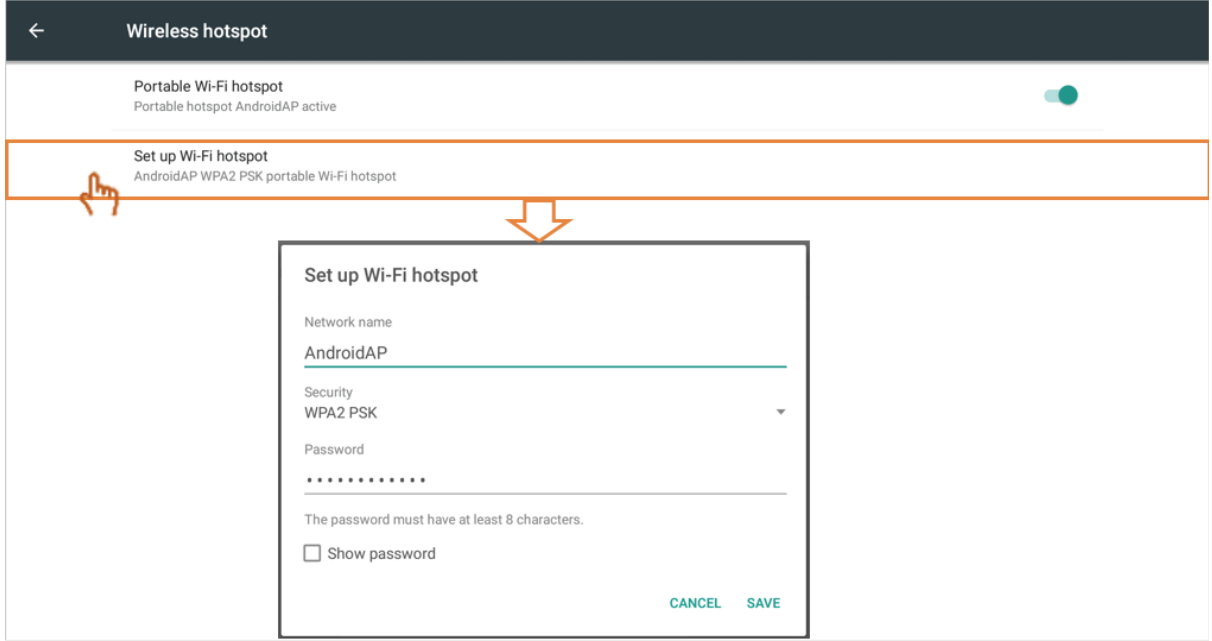 Wireless hotspot
Portable Wi-Fi hotspot
Portable hotspot AndroidAP active
Set up Wi-Fi hotspot
AndroidAP WPA2 PSK portable Wi-Fi hotspot
Set up Wi-Fi hotspot
Network name
AndroidAP
Security
WPA2 PSK
Password
••••••••••••
The password must have at least 8 characters.
Show password
CANCEL SAVE